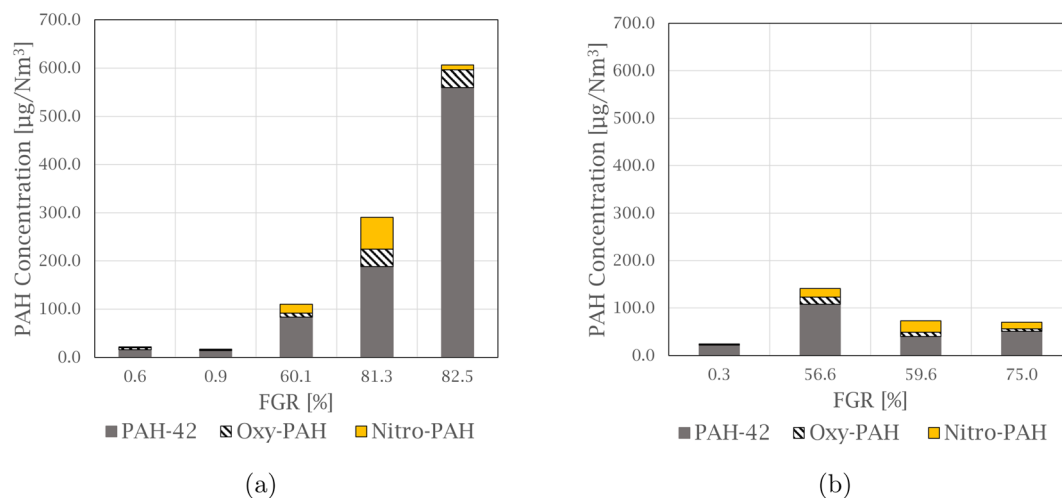 PAH Concentration [µg/Nm³]
700.0
600.0
500.0
400.0
300.0
200.0
100.0
0.0
0.6 0.9 60.1 81.3 82.5
FGR [%]
PAH-42 Oxy-PAH Nitro-PAH
(a)
PAH Concentration [µg/Nm³]
700.0
600.0
500.0
400.0
300.0
200.0
100.0
0.0
0.3 56.6 59.6 75.0
FGR [%]
PAH-42 Oxy-PAH Nitro-PAH
(b)